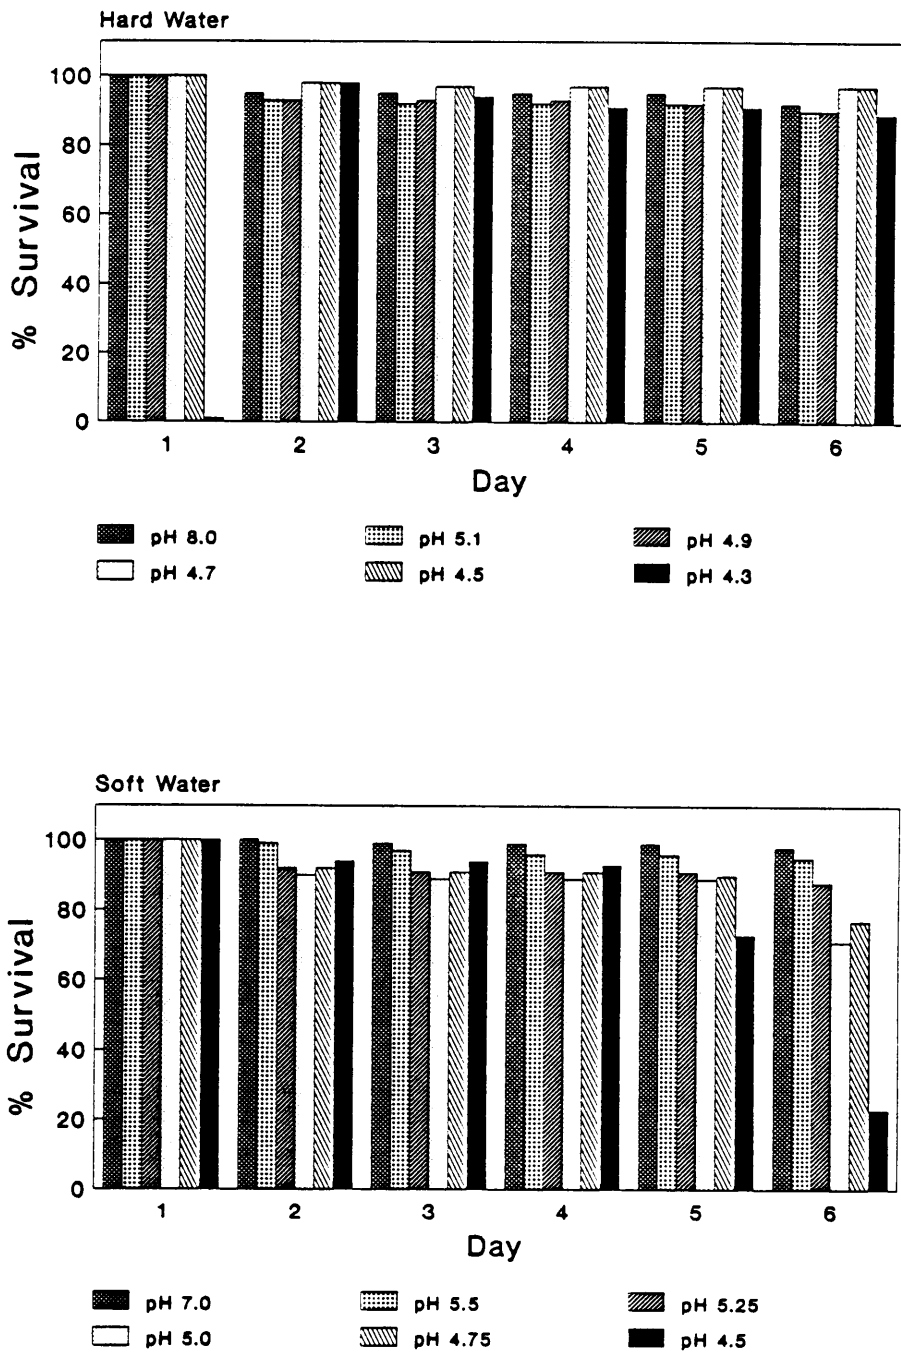 Hard Water
100
80
60
40
20
0
% Survival
1 2 3 4 5 6
Day
pH 8.0 pH 5.1 pH 4.9
pH 4.7 pH 4.5 pH 4.3
Soft Water
100
80
60
40
20
0
% Survival
1 2 3 4 5 6
Day
pH 7.0 pH 5.5 pH 5.25
pH 5.0 pH 4.75 pH 4.5